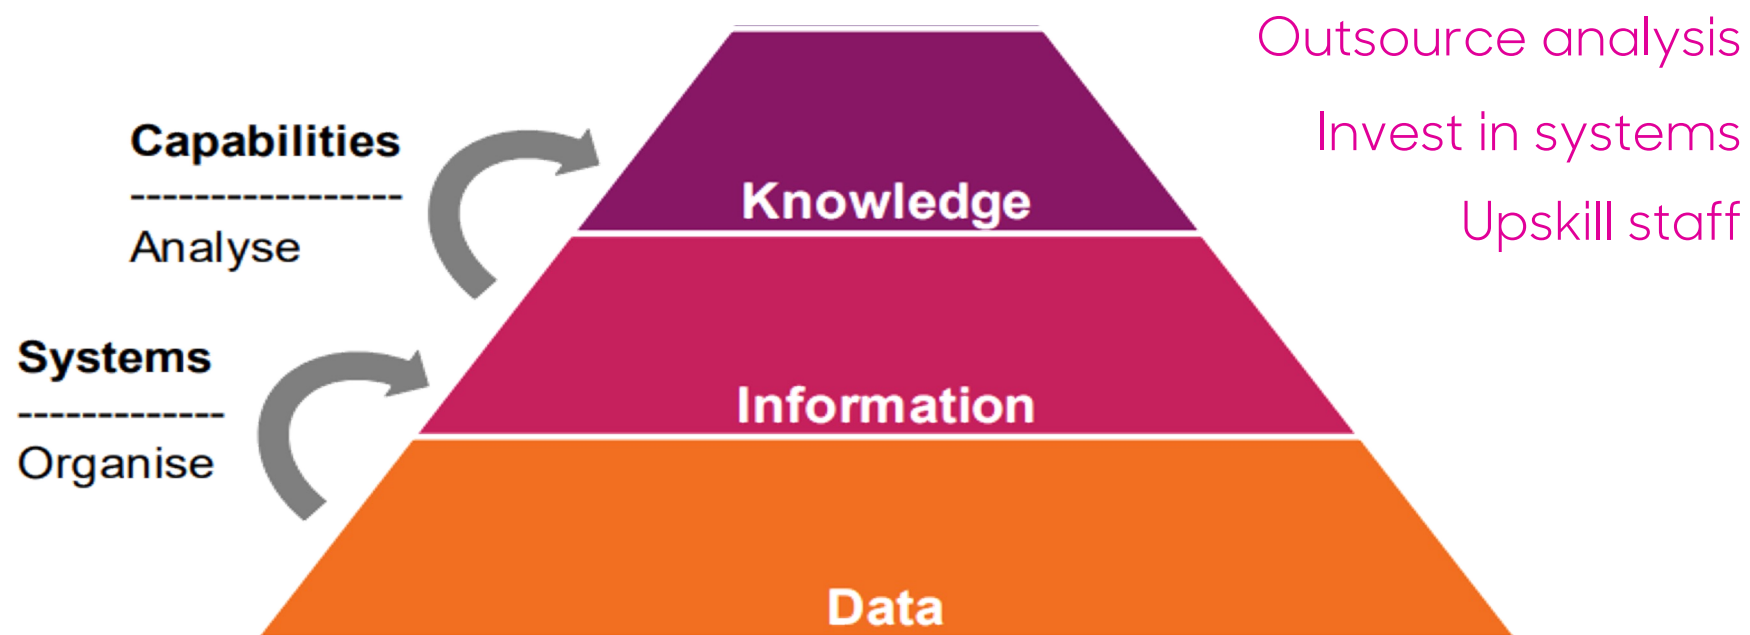 Outsource analysis
Invest in systems
Upskill staff
Capabilities
-----------------
Analyse
Systems
-------------
Organise
Knowledge
Information
Data